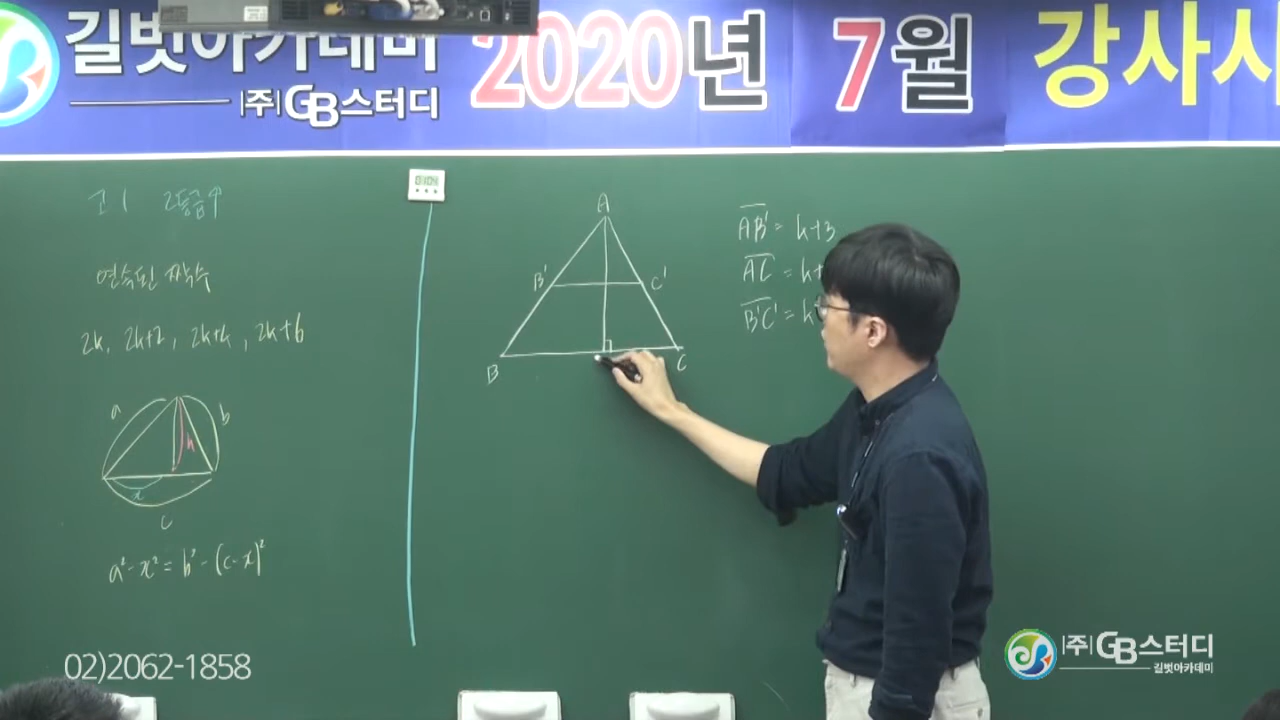 길벗아카데미
(주)GB스터디
2020년 7월 강사시
고1 2등급↑
연속된 짝수
2k, 2k+2, 2k+4, 2k+6
a b
h
x
c
a²-x²=b²-(c-x)²
A
B' C'
B C
AB'= k+3
AC = k+
B'C'= k
02)2062-1858
(주)GB스터디
길벗아카데미